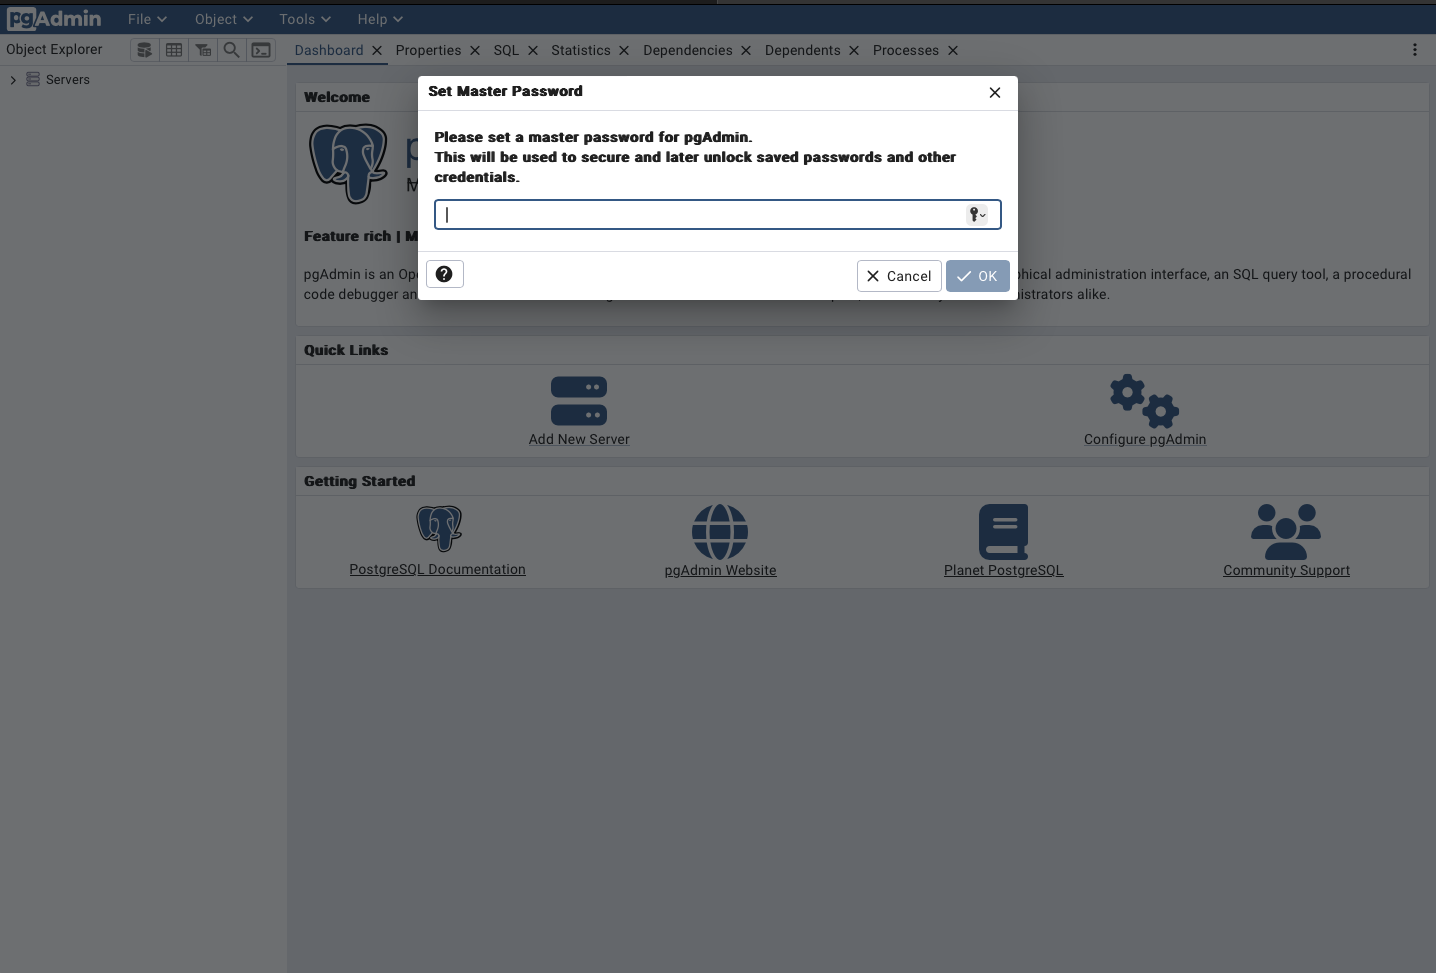 pgAdmin File Object Tools Help
Object Explorer Dashboard Properties SQL Statistics Dependencies Dependents Processes
Servers
Set Master Password
Welcome
Please set a master password for pgAdmin.
This will be used to secure and later unlock saved passwords and other
credentials.
Feature rich | M
Cancel OK
pgAdmin is an Op
hical administration interface, an SQL query tool, a procedural
code debugger an
nistrators alike.
Quick Links
Add New Server Configure pgAdmin
Getting Started
PostgreSQL Documentation pgAdmin Website Planet PostgreSQL Community Support